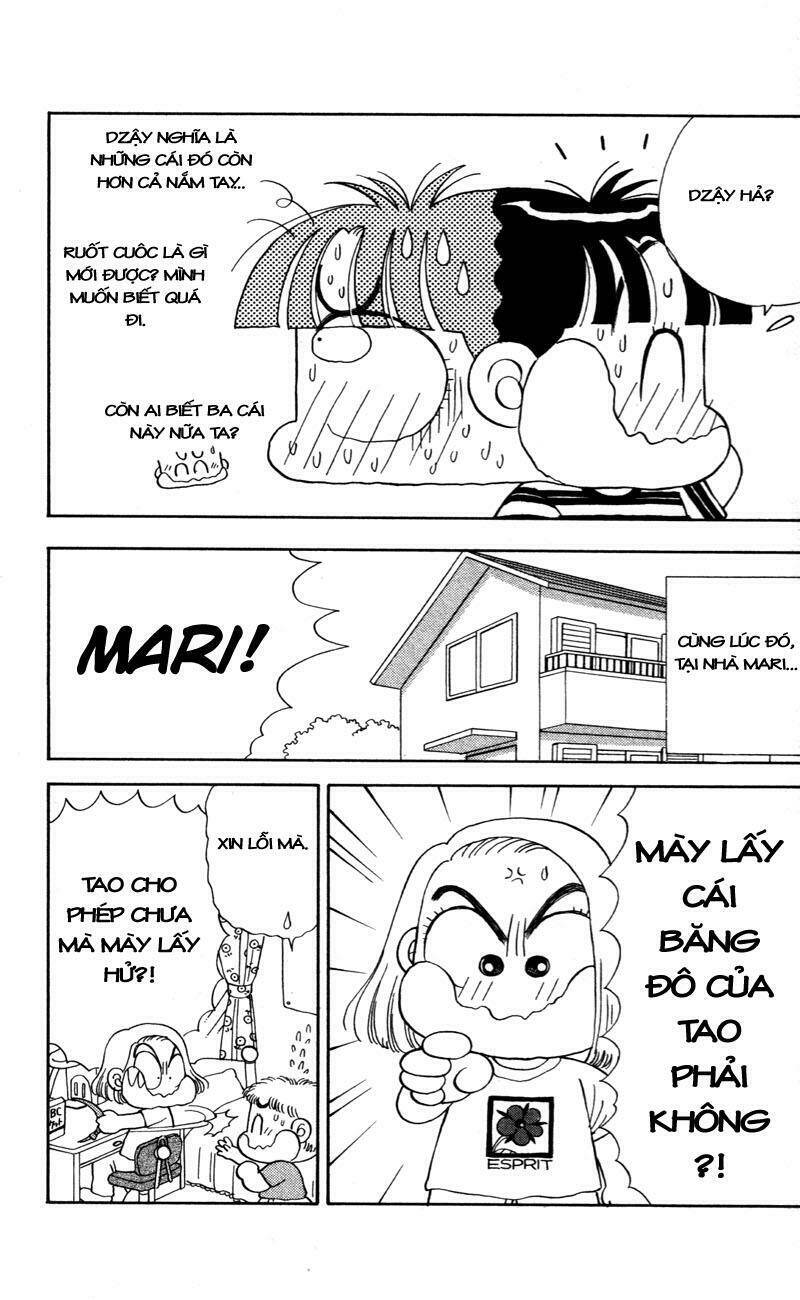 DZẬY HẢ?
DZẬY NGHĨA LÀ
NHỮNG CÁI ĐÓ CÒN
HƠN CẢ NẮM TAY..
RUỐT CUÔC LÀ GÌ
MỚI ĐƯỢC? MÌNH
MUỐN BIẾT QUÁ
ĐI.
CÒN AI BIẾT BA CÁI
NÀY NỮA TA?
CÙNG LÚC ĐÓ,
TẠI NHÀ MARI...
MARI!
MÀY LẤY
CÁI
BĂNG
ĐÔ CỦA
TAO
PHẢI
KHÔNG
?!
ESPRIT
XIN LỖI MÀ.
TAO CHO
PHÉP CHƯA
MÀ MÀY LẤY
HỬ?!
BC